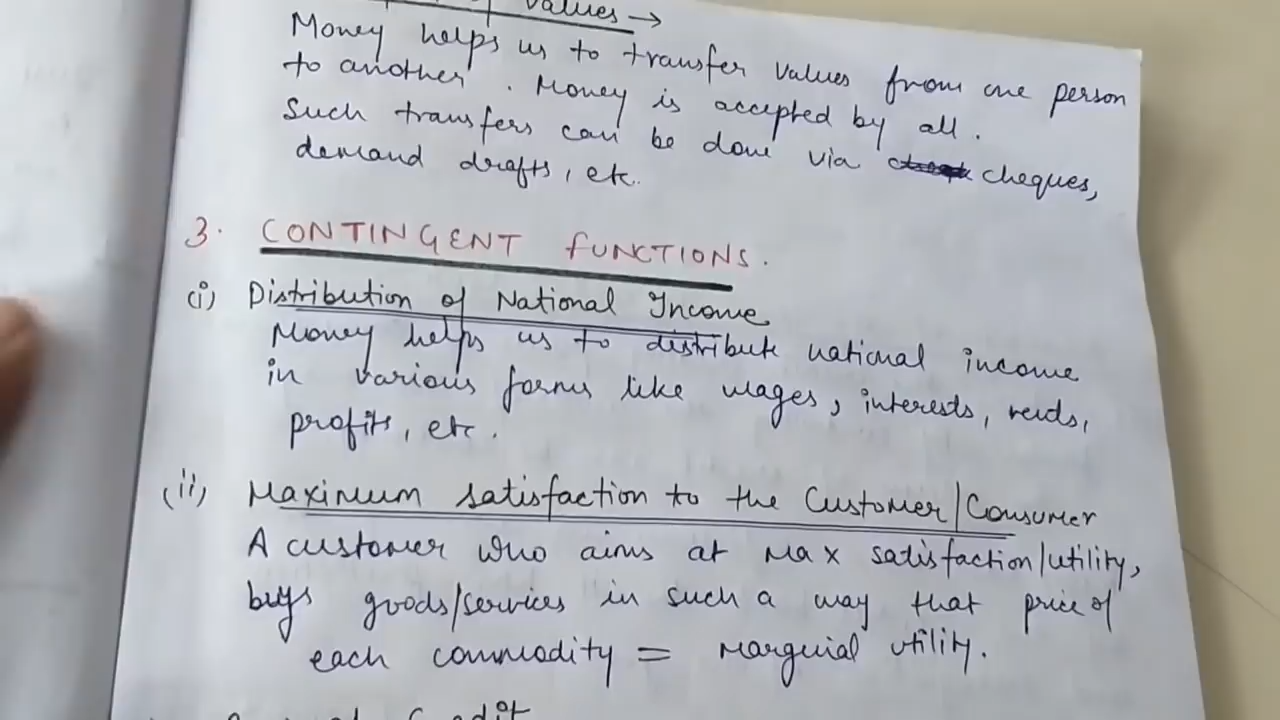 values →
Money helps us to transfer values from one person
to another. Money is accepted by all.
Such transfers can be done via cheques,
demand drafts, etc.
3. CONTINGENT FUNCTIONS.
(i) Distribution of National Income
Money helps us to distribute national income
in various forms like wages, interests, rents,
profits, etc.
(ii) Maximum satisfaction to the Customer/Consumer
A customer who aims at max satisfaction/utility,
buys goods/services in such a way that price of
each commodity = marginal utility.
Credit